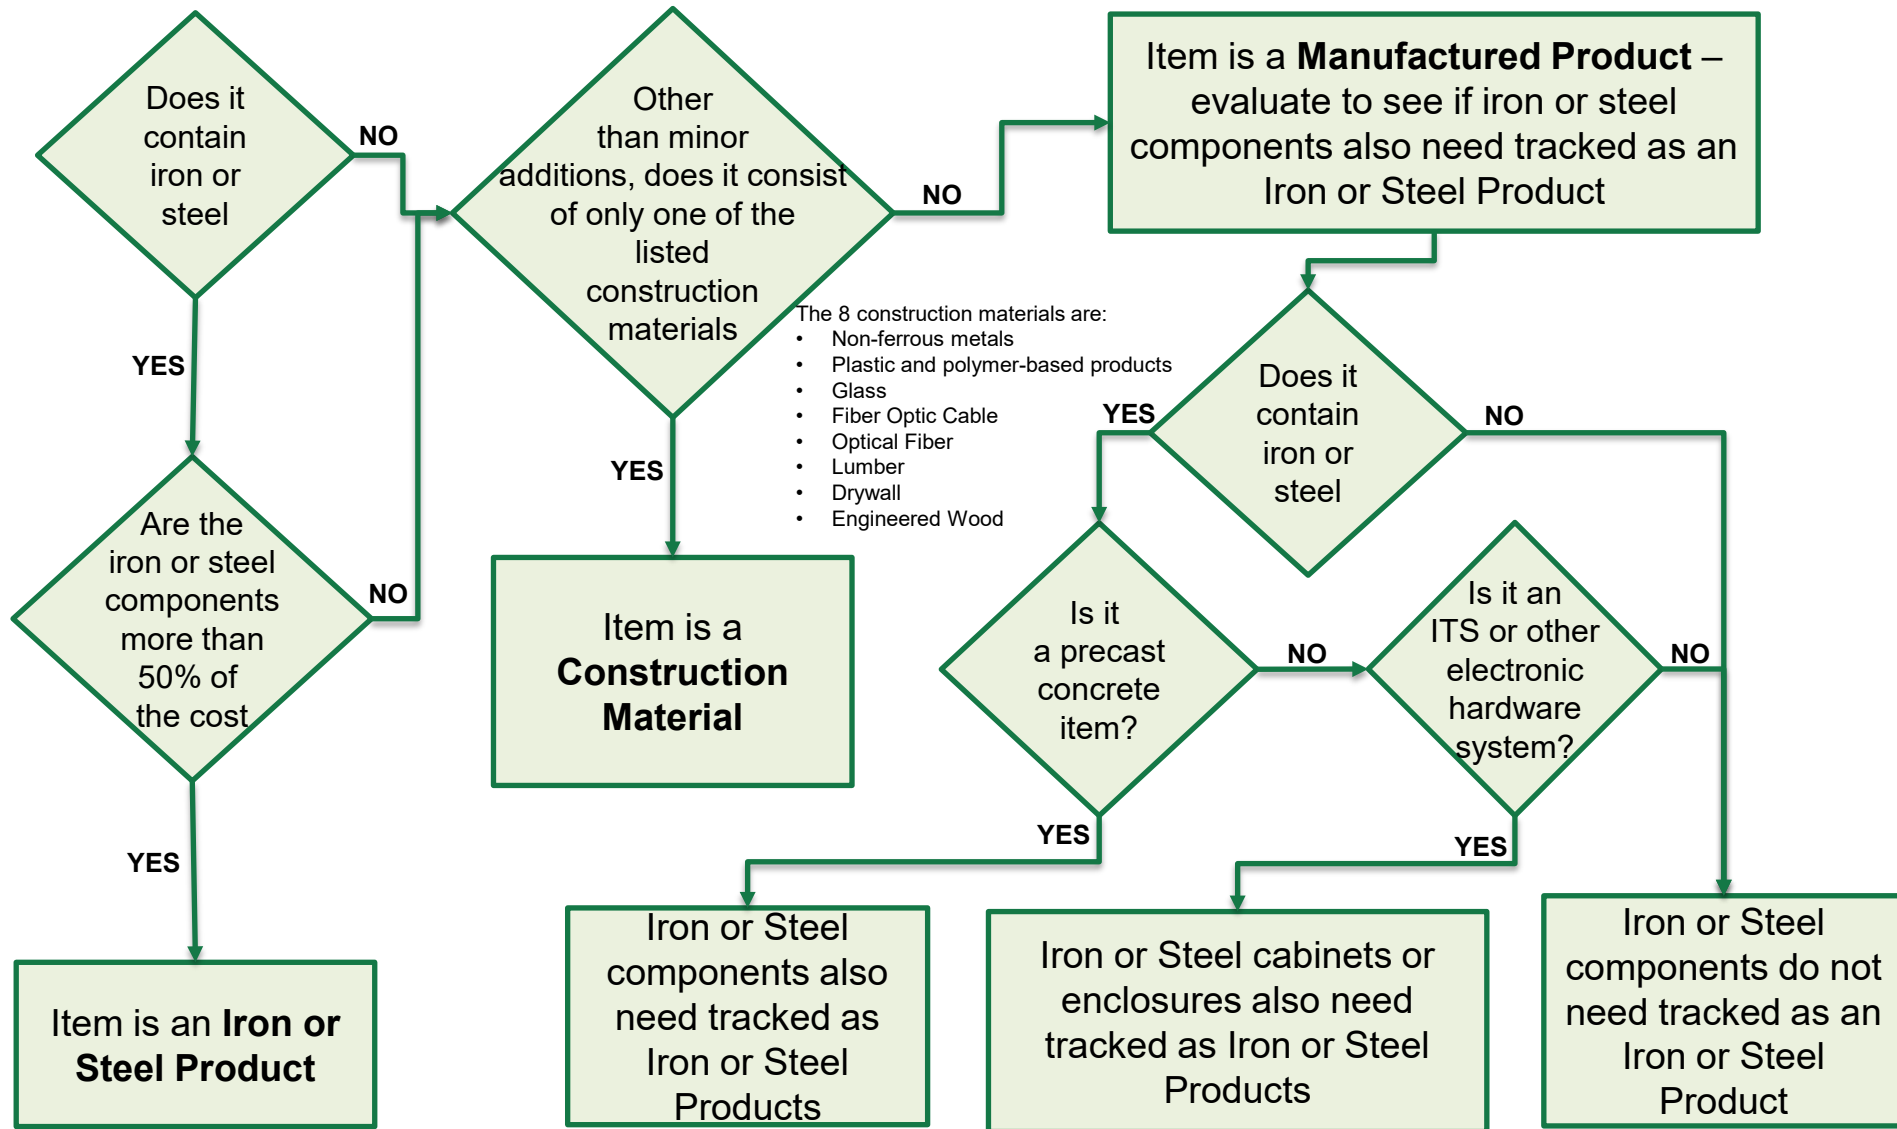 Does it
contain
iron or
steel
NO
YES
Are the
iron or steel
components
more than
50% of
the cost
NO
YES
Item is an Iron or
Steel Product
Other
than minor
additions, does it consist
of only one of the
listed
construction
materials
NO
YES
The 8 construction materials are:
• Non-ferrous metals
• Plastic and polymer-based products
• Glass
• Fiber Optic Cable
• Optical Fiber
• Lumber
• Drywall
• Engineered Wood
Item is a
Construction
Material
Item is a Manufactured Product –
evaluate to see if iron or steel
components also need tracked as an
Iron or Steel Product
Does it
contain
iron or
steel
YES
NO
Is it
a precast
concrete
item?
NO
YES
Is it an
ITS or other
electronic
hardware
system?
NO
YES
Iron or Steel
components also
need tracked as
Iron or Steel
Products
Iron or Steel cabinets or
enclosures also need
tracked as Iron or Steel
Products
Iron or Steel
components do not
need tracked as an
Iron or Steel
Product